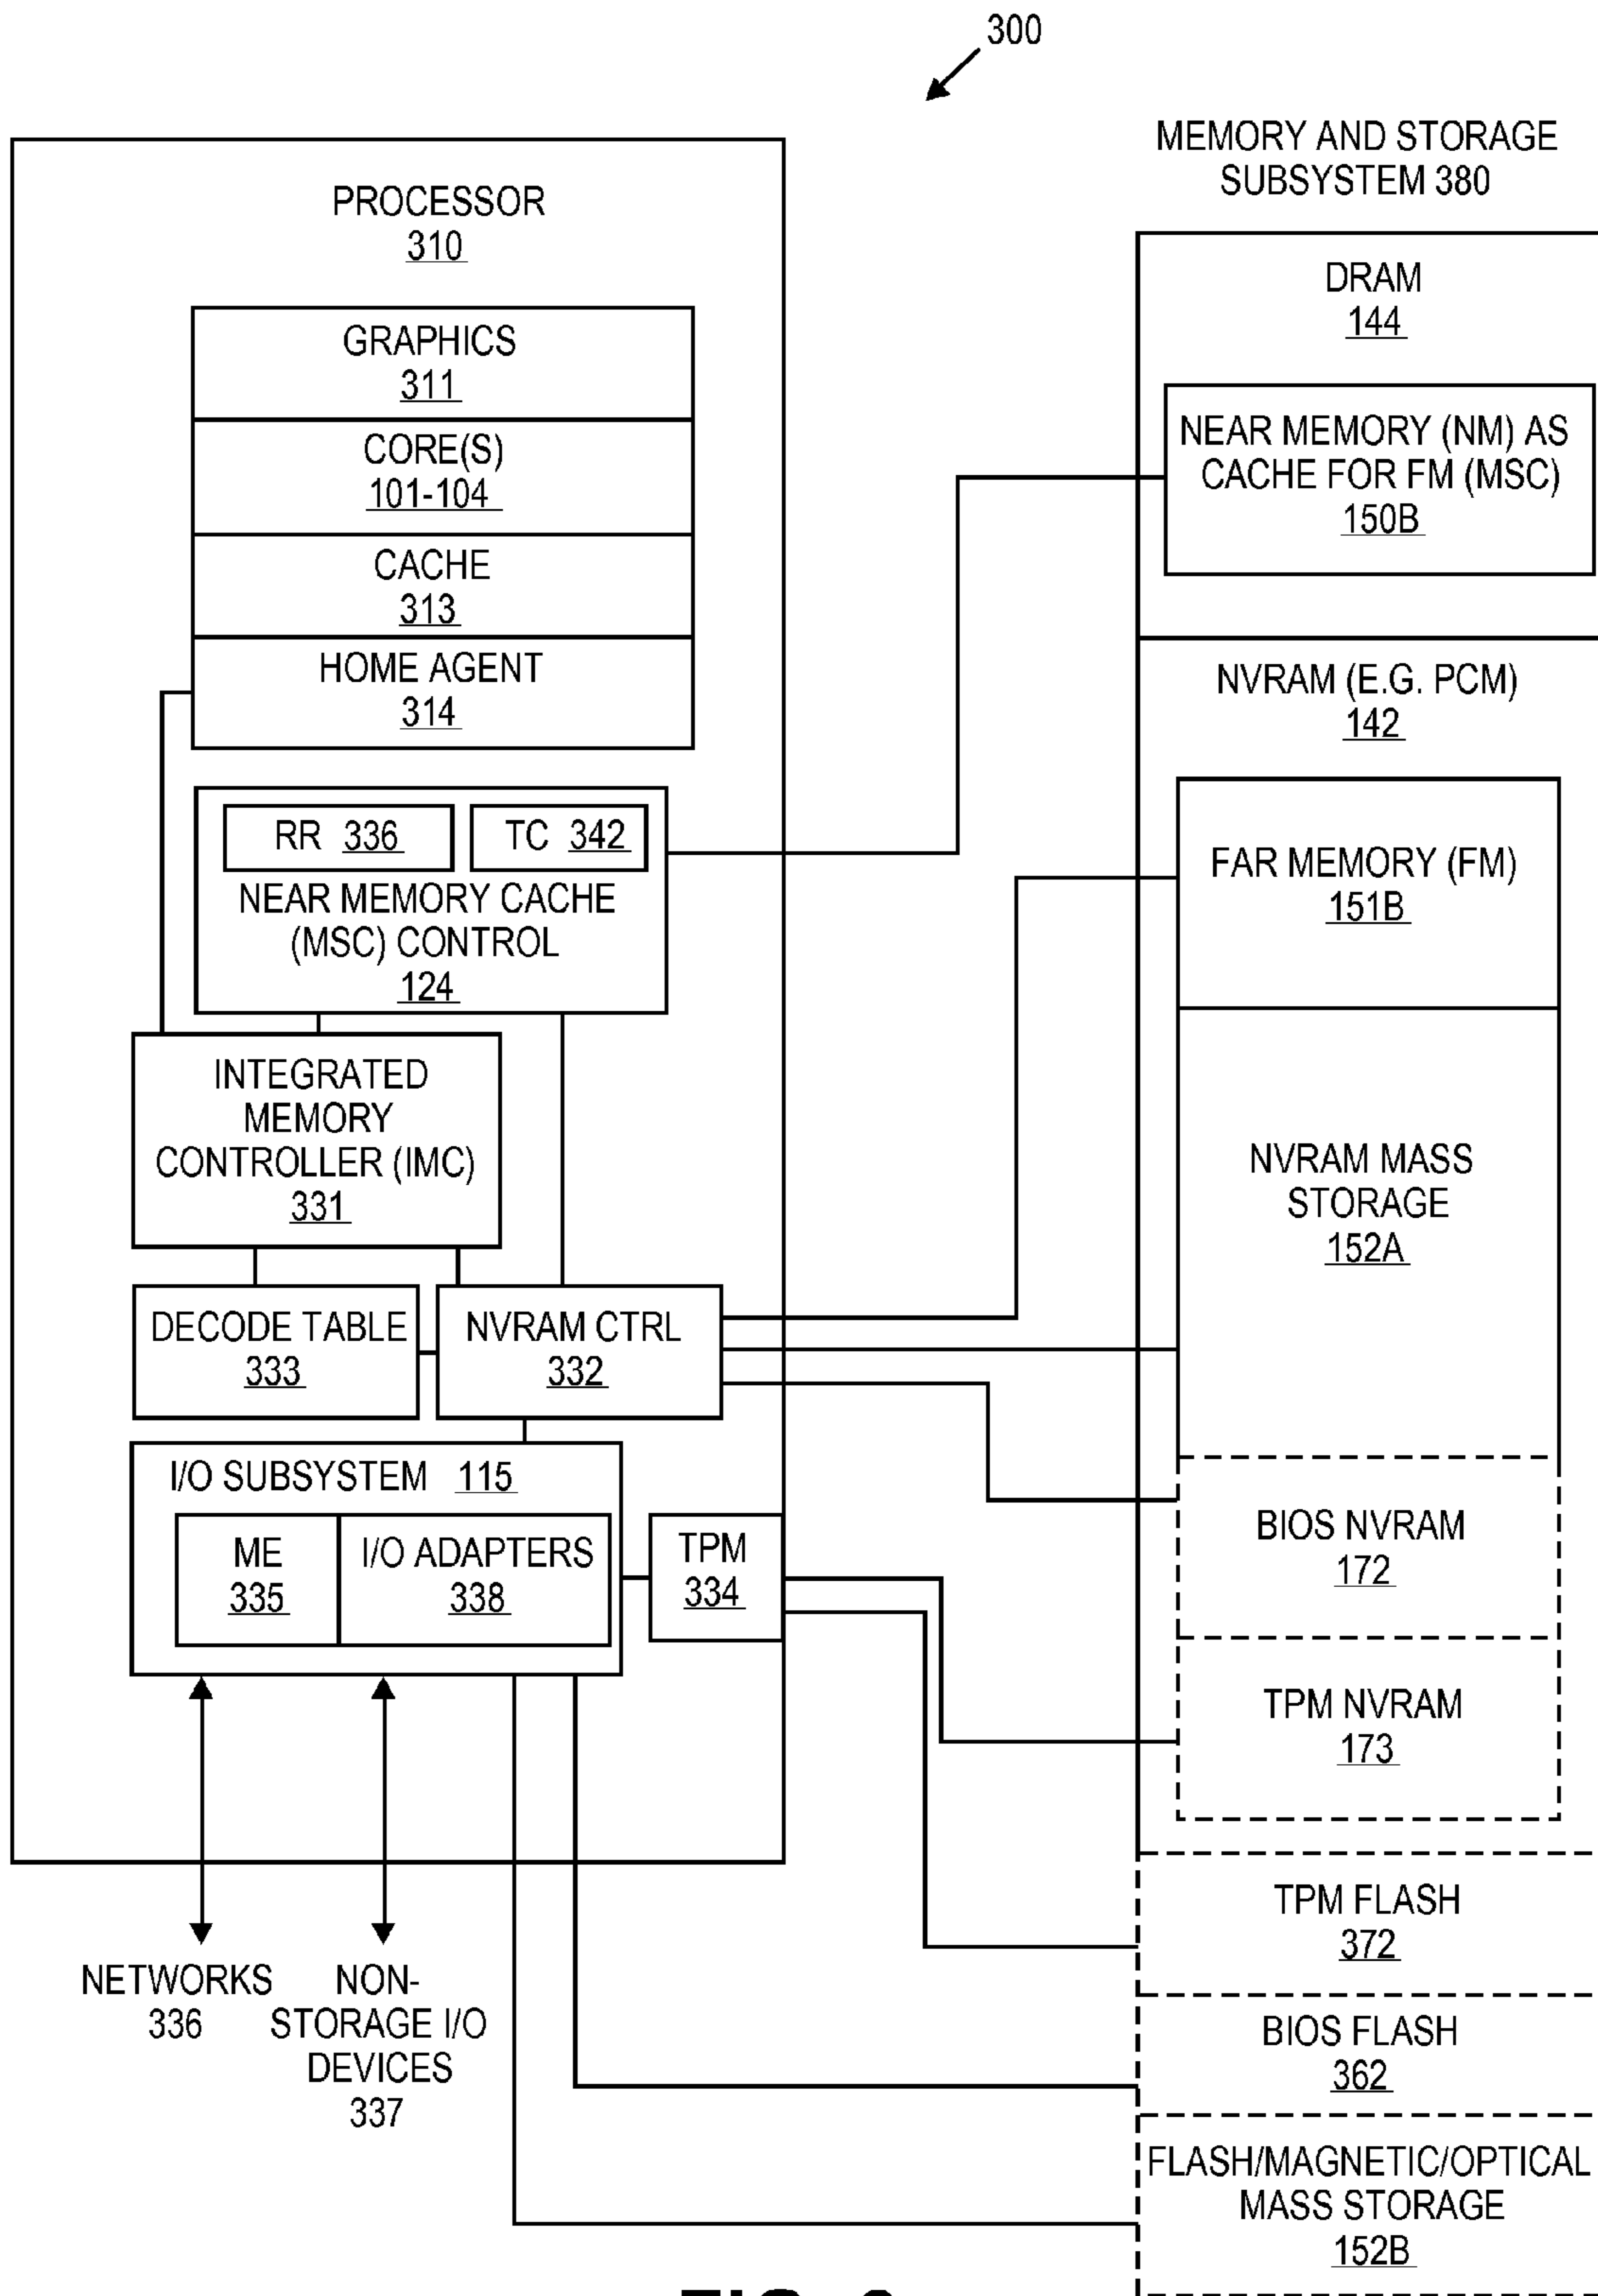 300
PROCESSOR
310
GRAPHICS
311
CORE(S)
101-104
CACHE
313
HOME AGENT
314
RR 336
TC 342
NEAR MEMORY CACHE
(MSC) CONTROL
124
INTEGRATED
MEMORY
CONTROLLER (IMC)
331
DECODE TABLE
333
NVRAM CTRL
332
I/O SUBSYSTEM 115
ME
335
I/O ADAPTERS
338
TPM
334
NETWORKS
336
NON-
STORAGE I/O
DEVICES
337
MEMORY AND STORAGE
SUBSYSTEM 380
DRAM
144
NEAR MEMORY (NM) AS
CACHE FOR FM (MSC)
150B
NVRAM (E.G. PCM)
142
FAR MEMORY (FM)
151B
NVRAM MASS
STORAGE
152A
BIOS NVRAM
172
TPM NVRAM
173
TPM FLASH
372
BIOS FLASH
362
FLASH/MAGNETIC/OPTICAL
MASS STORAGE
152B